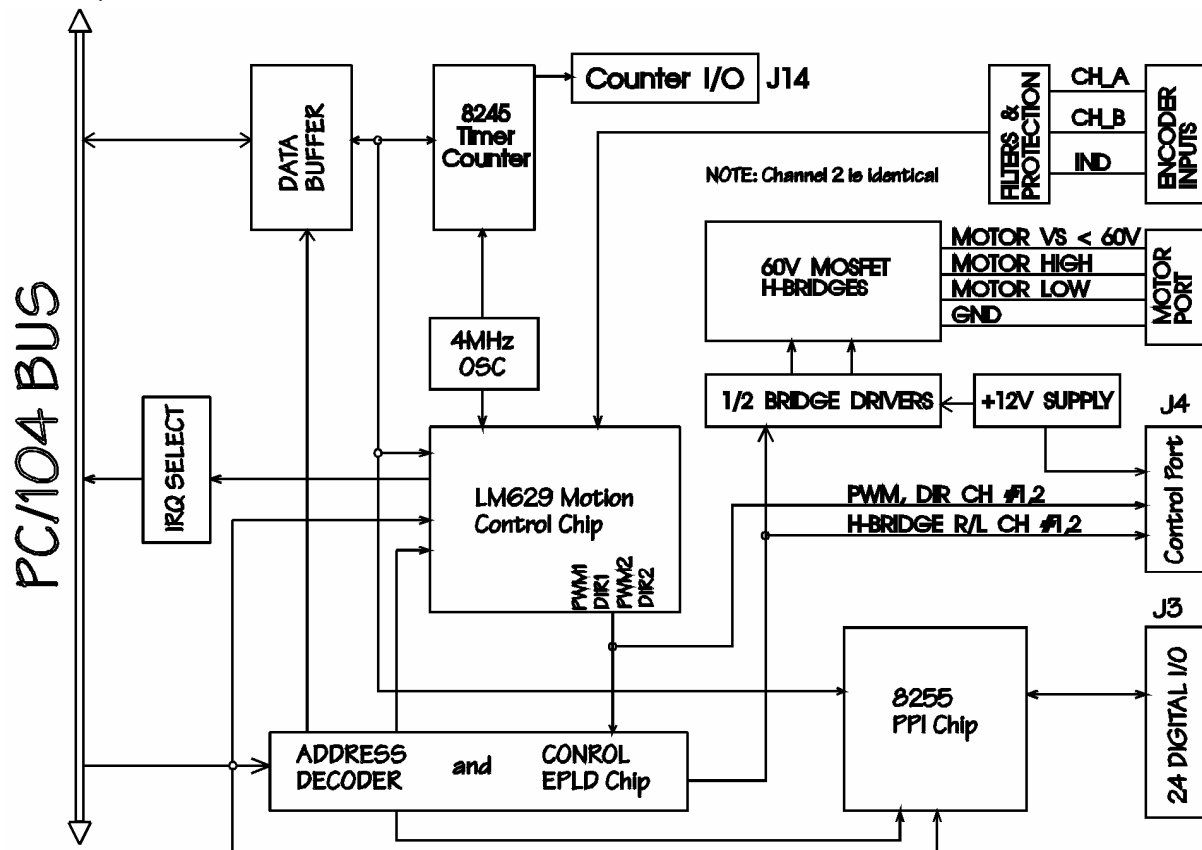 PC/104 BUS
DATA
BUFFER
8245
Timer
Counter
Counter I/O
J14
FILTERS &
PROTECTION
CH_A
CH_B
IND
ENCODER
INPUTS
NOTE: Channel 2 is identical
60V MOSFET
H-BRIDGES
MOTOR VS < 60V
MOTOR HIGH
MOTOR LOW
GND
MOTOR
PORT
4MHz
OSC
1/2 BRIDGE DRIVERS
+12V SUPPLY
J4
Control Port
IRQ SELECT
LM629 Motion
Control Chip
PWM1
DIR1
PWM2
DIR2
PWM, DIR CH #1,2
H-BRIDGE R/L CH #1,2
J3
8255
PPI Chip
24 DIGITAL I/O
ADDRESS
DECODER
and
CONROL
EPLD Chip